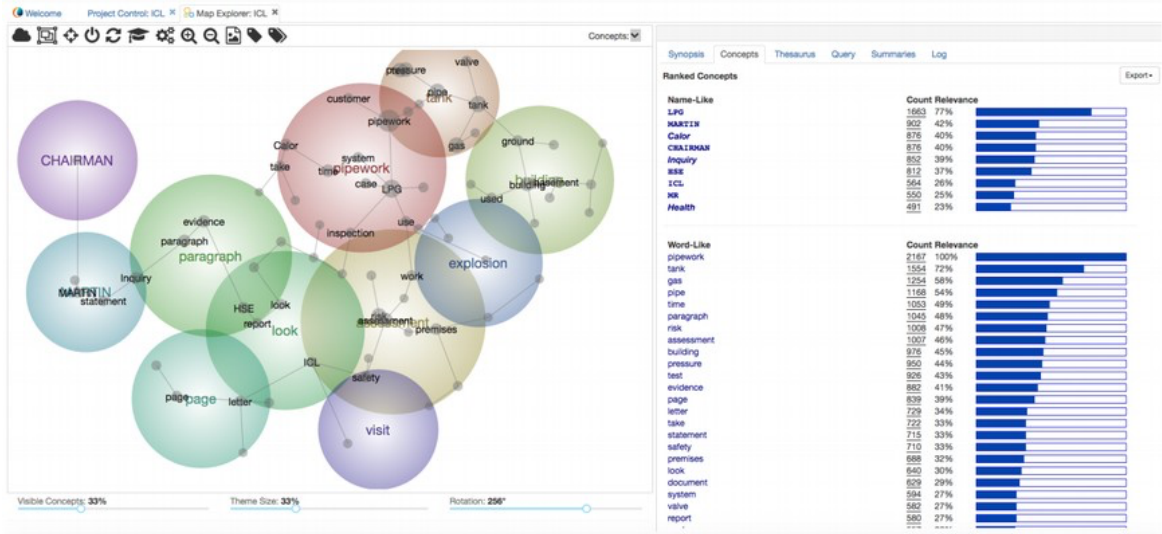 Welcome Project Control: ICL × Map Explorer: ICL ×
Concepts:
valve
pressure
pipe
tank
tank
customer
pipework
ground
gas
Calor
system
take
time
pipework
CHAIRMAN
case
LPG
building
building
basement
used
evidence
use
inspection
paragraph
paragraph
explosion
Inquiry
work
MARTIN
MARTIN
statement
HSE
look
risk
assessment
assessment
report
look
premises
ICL
safety
page
page
letter
visit
Visible Concepts: 33% Theme Size: 33% Rotation: 256°
Synopsis Concepts Thesaurus Query Summaries Log
Ranked Concepts Export
Name-Like Count Relevance
LPG 1663 77%
MARTIN 902 42%
Calor 876 40%
CHAIRMAN 876 40%
Inquiry 852 39%
HSE 812 37%
ICL 564 26%
MR 550 25%
Health 491 23%
Word-Like Count Relevance
pipework 2167 100%
tank 1554 72%
gas 1254 58%
pipe 1168 54%
time 1053 49%
paragraph 1045 48%
risk 1008 47%
assessment 1007 46%
building 976 45%
pressure 950 44%
test 926 43%
evidence 882 41%
page 839 39%
letter 729 34%
take 722 33%
statement 715 33%
safety 710 33%
premises 688 32%
look 640 30%
document 629 29%
system 594 27%
valve 582 27%
report 580 27%